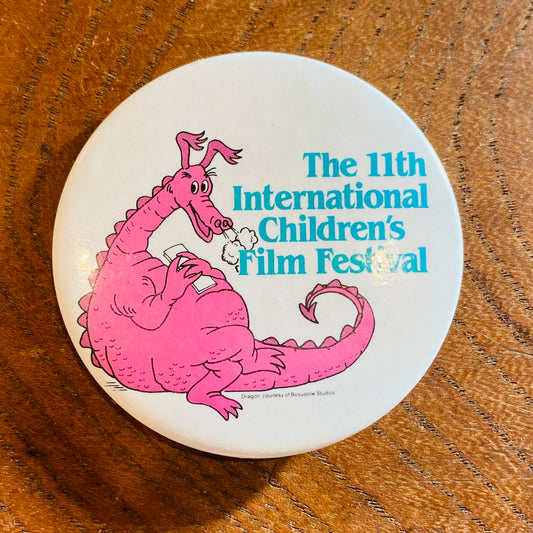 The 11th
International
Children's
Film Festival
Dragon: courtesy of Bosustow Studios